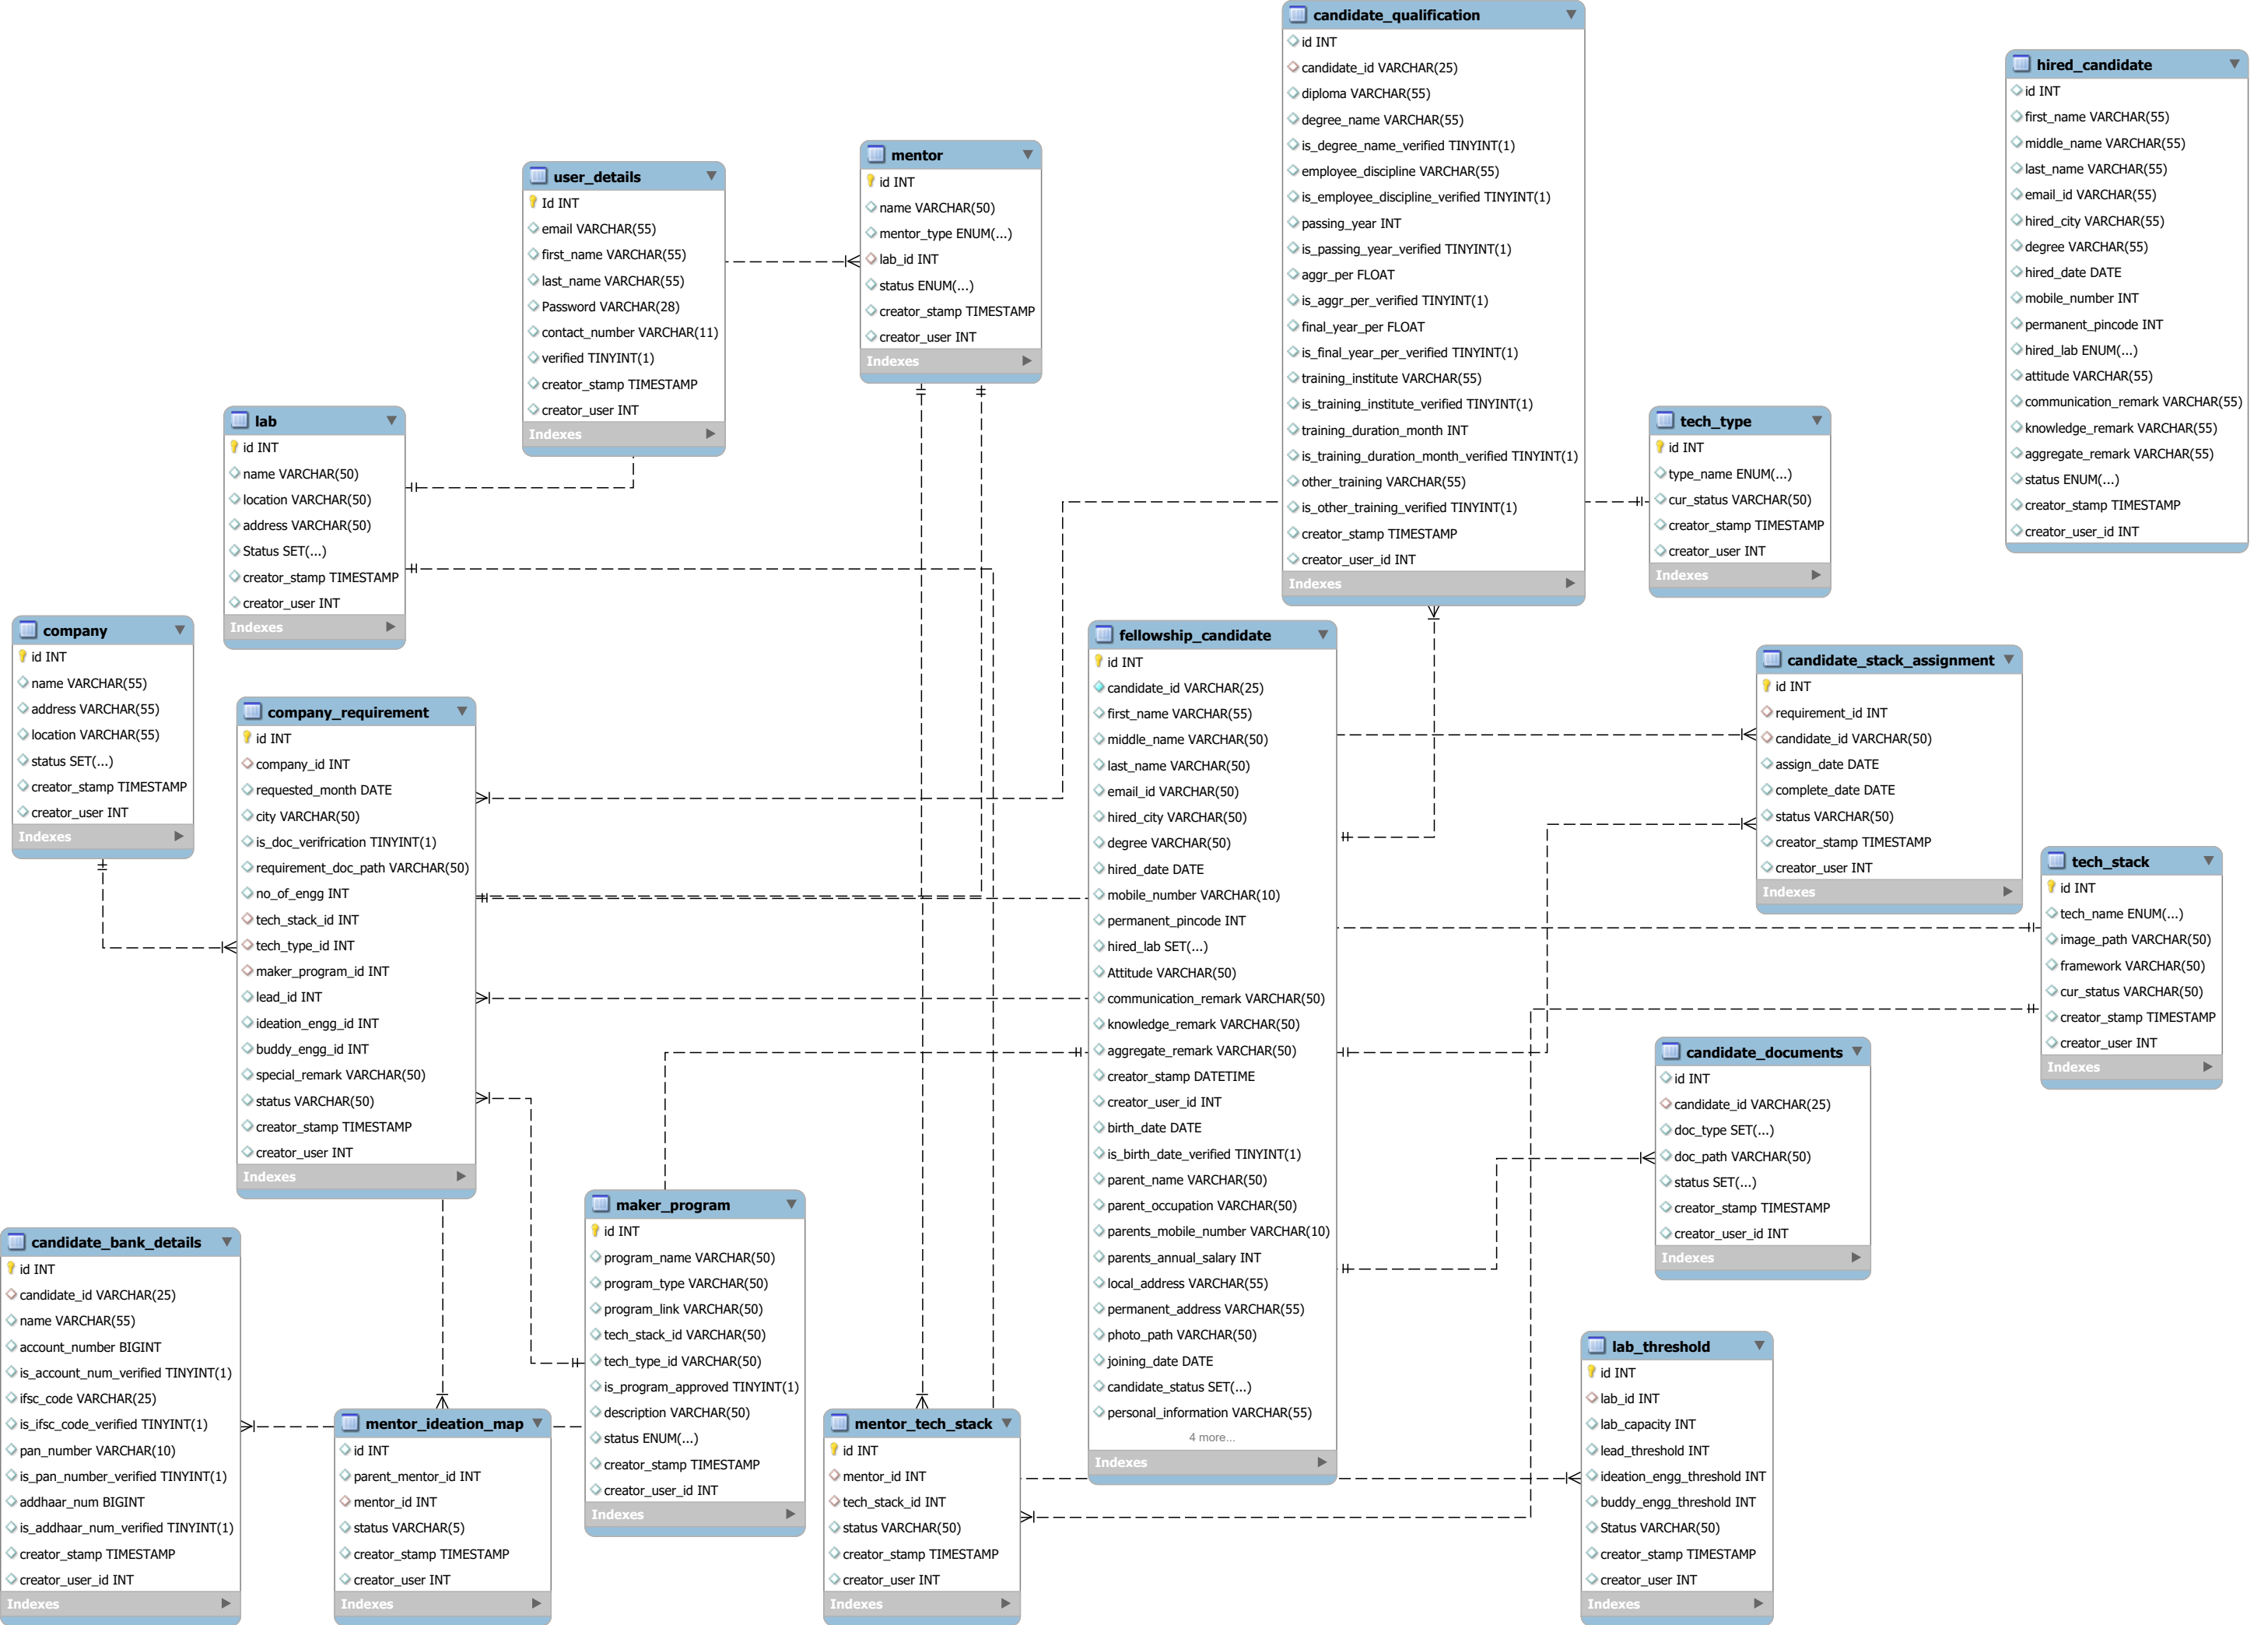 candidate_qualification
id INT
candidate_id VARCHAR(25)
diploma VARCHAR(55)
degree_name VARCHAR(55)
is_degree_name_verified TINYINT(1)
employee_discipline VARCHAR(55)
is_employee_discipline_verified TINYINT(1)
passing_year INT
is_passing_year_verified TINYINT(1)
aggr_per FLOAT
is_aggr_per_verified TINYINT(1)
final_year_per FLOAT
is_final_year_per_verified TINYINT(1)
training_institute VARCHAR(55)
is_training_institute_verified TINYINT(1)
training_duration_month INT
is_training_duration_month_verified TINYINT(1)
other_training VARCHAR(55)
is_other_training_verified TINYINT(1)
creator_stamp TIMESTAMP
creator_user_id INT
Indexes
hired_candidate
id INT
first_name VARCHAR(55)
middle_name VARCHAR(55)
last_name VARCHAR(55)
email_id VARCHAR(55)
hired_city VARCHAR(55)
degree VARCHAR(55)
hired_date DATE
mobile_number INT
permanent_pincode INT
hired_lab ENUM(...)
attitude VARCHAR(55)
communication_remark VARCHAR(55)
knowledge_remark VARCHAR(55)
aggregate_remark VARCHAR(55)
status ENUM(...)
creator_stamp TIMESTAMP
creator_user_id INT
mentor
id INT
name VARCHAR(50)
mentor_type ENUM(...)
lab_id INT
status ENUM(...)
creator_stamp TIMESTAMP
creator_user INT
Indexes
user_details
Id INT
email VARCHAR(55)
first_name VARCHAR(55)
last_name VARCHAR(55)
Password VARCHAR(28)
contact_number VARCHAR(11)
verified TINYINT(1)
creator_stamp TIMESTAMP
creator_user INT
Indexes
lab
id INT
name VARCHAR(50)
location VARCHAR(50)
address VARCHAR(50)
Status SET(...)
creator_stamp TIMESTAMP
creator_user INT
Indexes
tech_type
id INT
type_name ENUM(...)
cur_status VARCHAR(50)
creator_stamp TIMESTAMP
creator_user INT
Indexes
company
id INT
name VARCHAR(55)
address VARCHAR(55)
location VARCHAR(55)
status SET(...)
creator_stamp TIMESTAMP
creator_user INT
Indexes
company_requirement
id INT
company_id INT
requested_month DATE
city VARCHAR(50)
is_doc_verifrication TINYINT(1)
requirement_doc_path VARCHAR(50)
no_of_engg INT
tech_stack_id INT
tech_type_id INT
maker_program_id INT
lead_id INT
ideation_engg_id INT
buddy_engg_id INT
special_remark VARCHAR(50)
status VARCHAR(50)
creator_stamp TIMESTAMP
creator_user INT
Indexes
fellowship_candidate
id INT
candidate_id VARCHAR(25)
first_name VARCHAR(55)
middle_name VARCHAR(50)
last_name VARCHAR(50)
email_id VARCHAR(50)
hired_city VARCHAR(50)
degree VARCHAR(50)
hired_date DATE
mobile_number VARCHAR(10)
permanent_pincode INT
hired_lab SET(...)
Attitude VARCHAR(50)
communication_remark VARCHAR(50)
knowledge_remark VARCHAR(50)
aggregate_remark VARCHAR(50)
creator_stamp DATETIME
creator_user_id INT
birth_date DATE
is_birth_date_verified TINYINT(1)
parent_name VARCHAR(50)
parent_occupation VARCHAR(50)
parents_mobile_number VARCHAR(10)
parents_annual_salary INT
local_address VARCHAR(55)
permanent_address VARCHAR(55)
photo_path VARCHAR(50)
joining_date DATE
candidate_status SET(...)
personal_information VARCHAR(55)
4 more...
Indexes
candidate_stack_assignment
id INT
requirement_id INT
candidate_id VARCHAR(50)
assign_date DATE
complete_date DATE
status VARCHAR(50)
creator_stamp TIMESTAMP
creator_user INT
Indexes
tech_stack
id INT
tech_name ENUM(...)
image_path VARCHAR(50)
framework VARCHAR(50)
cur_status VARCHAR(50)
creator_stamp TIMESTAMP
creator_user INT
Indexes
candidate_documents
id INT
candidate_id VARCHAR(25)
doc_type SET(...)
doc_path VARCHAR(50)
status SET(...)
creator_stamp TIMESTAMP
creator_user_id INT
Indexes
candidate_bank_details
id INT
candidate_id VARCHAR(25)
name VARCHAR(55)
account_number BIGINT
is_account_num_verified TINYINT(1)
ifsc_code VARCHAR(25)
is_ifsc_code_verified TINYINT(1)
pan_number VARCHAR(10)
is_pan_number_verified TINYINT(1)
addhaar_num BIGINT
is_addhaar_num_verified TINYINT(1)
creator_stamp TIMESTAMP
creator_user_id INT
Indexes
mentor_ideation_map
id INT
parent_mentor_id INT
mentor_id INT
status VARCHAR(5)
creator_stamp TIMESTAMP
creator_user INT
Indexes
maker_program
id INT
program_name VARCHAR(50)
program_type VARCHAR(50)
program_link VARCHAR(50)
tech_stack_id VARCHAR(50)
tech_type_id VARCHAR(50)
is_program_approved TINYINT(1)
description VARCHAR(50)
status ENUM(...)
creator_stamp TIMESTAMP
creator_user_id INT
Indexes
mentor_tech_stack
id INT
mentor_id INT
tech_stack_id INT
status VARCHAR(50)
creator_stamp TIMESTAMP
creator_user INT
Indexes
lab_threshold
id INT
lab_id INT
lab_capacity INT
lead_threshold INT
ideation_engg_threshold INT
buddy_engg_threshold INT
Status VARCHAR(50)
creator_stamp TIMESTAMP
creator_user INT
Indexes